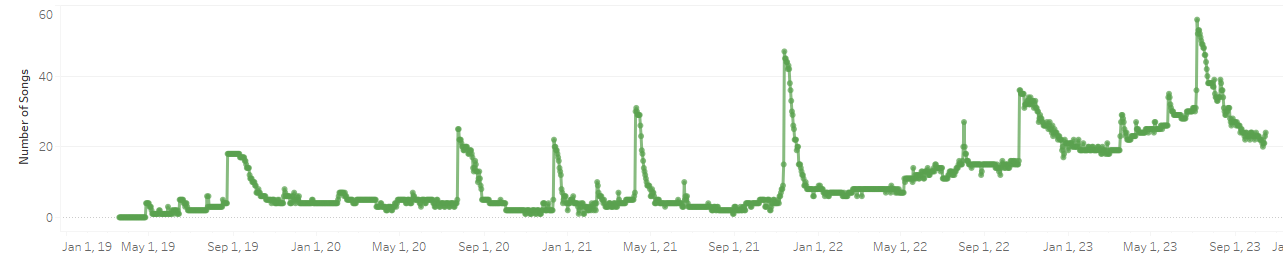 60
40
20
0
Number of Songs
Jan 1, 19 May 1, 19 Sep 1, 19 Jan 1, 20 May 1, 20 Sep 1, 20 Jan 1, 21 May 1, 21 Sep 1, 21 Jan 1, 22 May 1, 22 Sep 1, 22 Jan 1, 23 May 1, 23 Sep 1, 23 Ja